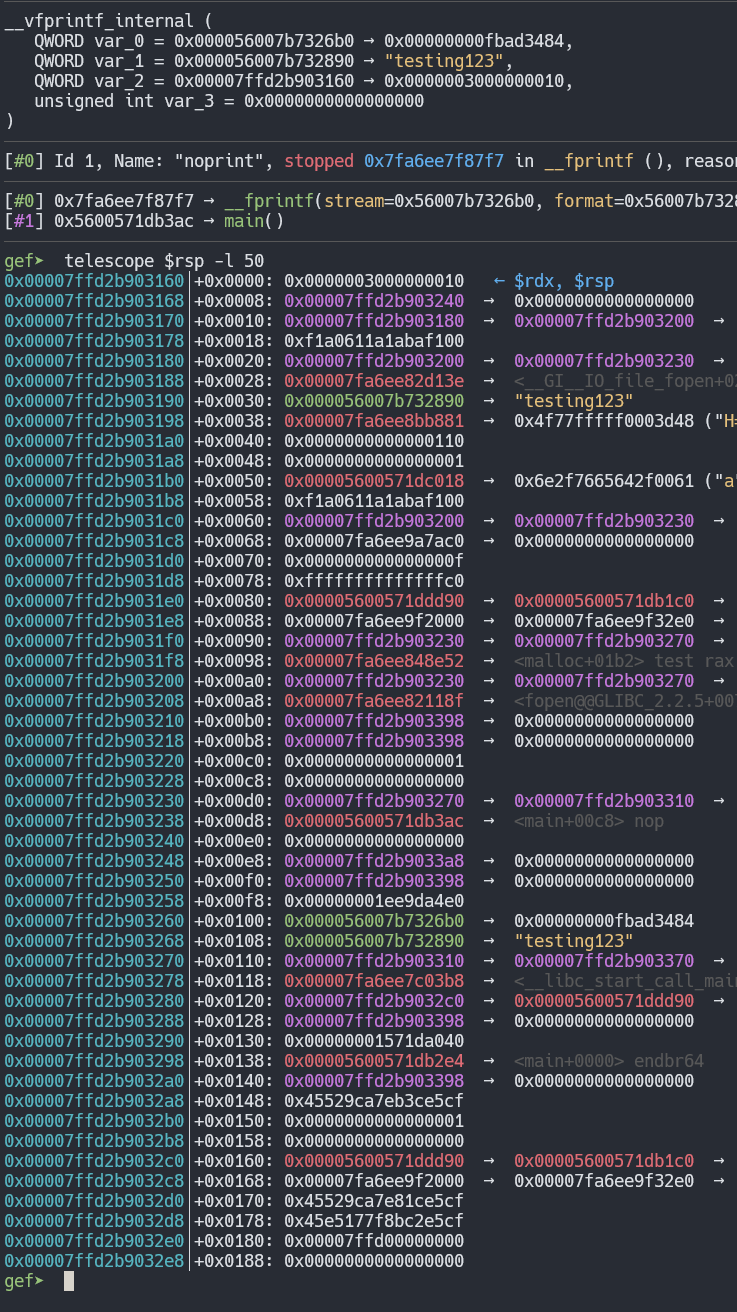 __vfprintf_internal (
   QWORD var_0 = 0x000056007b7326b0 → 0x00000000fbad3484,
   QWORD var_1 = 0x000056007b732890 → "testing123",
   QWORD var_2 = 0x00007ffd2b903160 → 0x0000003000000010,
   unsigned int var_3 = 0x0000000000000000
)
[#0] Id 1, Name: "noprint", stopped 0x7fa6ee7f87f7 in __fprintf (), reason
[#0] 0x7fa6ee7f87f7 → __fprintf(stream=0x56007b7326b0, format=0x56007b7328
[#1] 0x5600571db3ac → main()
gef➤  telescope $rsp -l 50
0x00007ffd2b903160│+0x0000: 0x0000003000000010   ← $rdx, $rsp
0x00007ffd2b903168│+0x0008: 0x00007ffd2b903240  →  0x0000000000000000
0x00007ffd2b903170│+0x0010: 0x00007ffd2b903180  →  0x00007ffd2b903200  →
0x00007ffd2b903178│+0x0018: 0xf1a0611a1abaf100
0x00007ffd2b903180│+0x0020: 0x00007ffd2b903200  →  0x00007ffd2b903230  →
0x00007ffd2b903188│+0x0028: 0x00007fa6ee82d13e  →  <__GI__IO_file_fopen+02
0x00007ffd2b903190│+0x0030: 0x000056007b732890  →  "testing123"
0x00007ffd2b903198│+0x0038: 0x00007fa6ee8bb881  →  0x4f77fffff0003d48 ("H=
0x00007ffd2b9031a0│+0x0040: 0x0000000000000110
0x00007ffd2b9031a8│+0x0048: 0x0000000000000001
0x00007ffd2b9031b0│+0x0050: 0x00005600571dc018  →  0x6e2f7665642f0061 ("a"
0x00007ffd2b9031b8│+0x0058: 0xf1a0611a1abaf100
0x00007ffd2b9031c0│+0x0060: 0x00007ffd2b903200  →  0x00007ffd2b903230  →
0x00007ffd2b9031c8│+0x0068: 0x00007fa6ee9a7ac0  →  0x0000000000000000
0x00007ffd2b9031d0│+0x0070: 0x000000000000000f
0x00007ffd2b9031d8│+0x0078: 0xffffffffffffffc0
0x00007ffd2b9031e0│+0x0080: 0x00005600571ddd90  →  0x00005600571db1c0  →
0x00007ffd2b9031e8│+0x0088: 0x00007fa6ee9f2000  →  0x00007fa6ee9f32e0  →
0x00007ffd2b9031f0│+0x0090: 0x00007ffd2b903230  →  0x00007ffd2b903270  →
0x00007ffd2b9031f8│+0x0098: 0x00007fa6ee848e52  →  <malloc+01b2> test rax
0x00007ffd2b903200│+0x00a0: 0x00007ffd2b903230  →  0x00007ffd2b903270  →
0x00007ffd2b903208│+0x00a8: 0x00007fa6ee82118f  →  <fopen@@GLIBC_2.2.5+00
0x00007ffd2b903210│+0x00b0: 0x00007ffd2b903398  →  0x0000000000000000
0x00007ffd2b903218│+0x00b8: 0x00007ffd2b903398  →  0x0000000000000000
0x00007ffd2b903220│+0x00c0: 0x0000000000000001
0x00007ffd2b903228│+0x00c8: 0x0000000000000000
0x00007ffd2b903230│+0x00d0: 0x00007ffd2b903270  →  0x00007ffd2b903310  →
0x00007ffd2b903238│+0x00d8: 0x00005600571db3ac  →  <main+00c8> nop
0x00007ffd2b903240│+0x00e0: 0x0000000000000000
0x00007ffd2b903248│+0x00e8: 0x00007ffd2b9033a8  →  0x0000000000000000
0x00007ffd2b903250│+0x00f0: 0x00007ffd2b903398  →  0x0000000000000000
0x00007ffd2b903258│+0x00f8: 0x00000001ee9da4e0
0x00007ffd2b903260│+0x0100: 0x000056007b7326b0  →  0x00000000fbad3484
0x00007ffd2b903268│+0x0108: 0x000056007b732890  →  "testing123"
0x00007ffd2b903270│+0x0110: 0x00007ffd2b903310  →  0x00007ffd2b903370  →
0x00007ffd2b903278│+0x0118: 0x00007fa6ee7c03b8  →  <__libc_start_call_main
0x00007ffd2b903280│+0x0120: 0x00007ffd2b9032c0  →  0x00005600571ddd90  →
0x00007ffd2b903288│+0x0128: 0x00007ffd2b903398  →  0x0000000000000000
0x00007ffd2b903290│+0x0130: 0x00000001571da040
0x00007ffd2b903298│+0x0138: 0x00005600571db2e4  →  <main+0000> endbr64
0x00007ffd2b9032a0│+0x0140: 0x00007ffd2b903398  →  0x0000000000000000
0x00007ffd2b9032a8│+0x0148: 0x45529ca7eb3ce5cf
0x00007ffd2b9032b0│+0x0150: 0x0000000000000001
0x00007ffd2b9032b8│+0x0158: 0x0000000000000000
0x00007ffd2b9032c0│+0x0160: 0x00005600571ddd90  →  0x00005600571db1c0  →
0x00007ffd2b9032c8│+0x0168: 0x00007fa6ee9f2000  →  0x00007fa6ee9f32e0  →
0x00007ffd2b9032d0│+0x0170: 0x45529ca7e81ce5cf
0x00007ffd2b9032d8│+0x0178: 0x45e5177f8bc2e5cf
0x00007ffd2b9032e0│+0x0180: 0x00007ffd00000000
0x00007ffd2b9032e8│+0x0188: 0x0000000000000000
gef➤